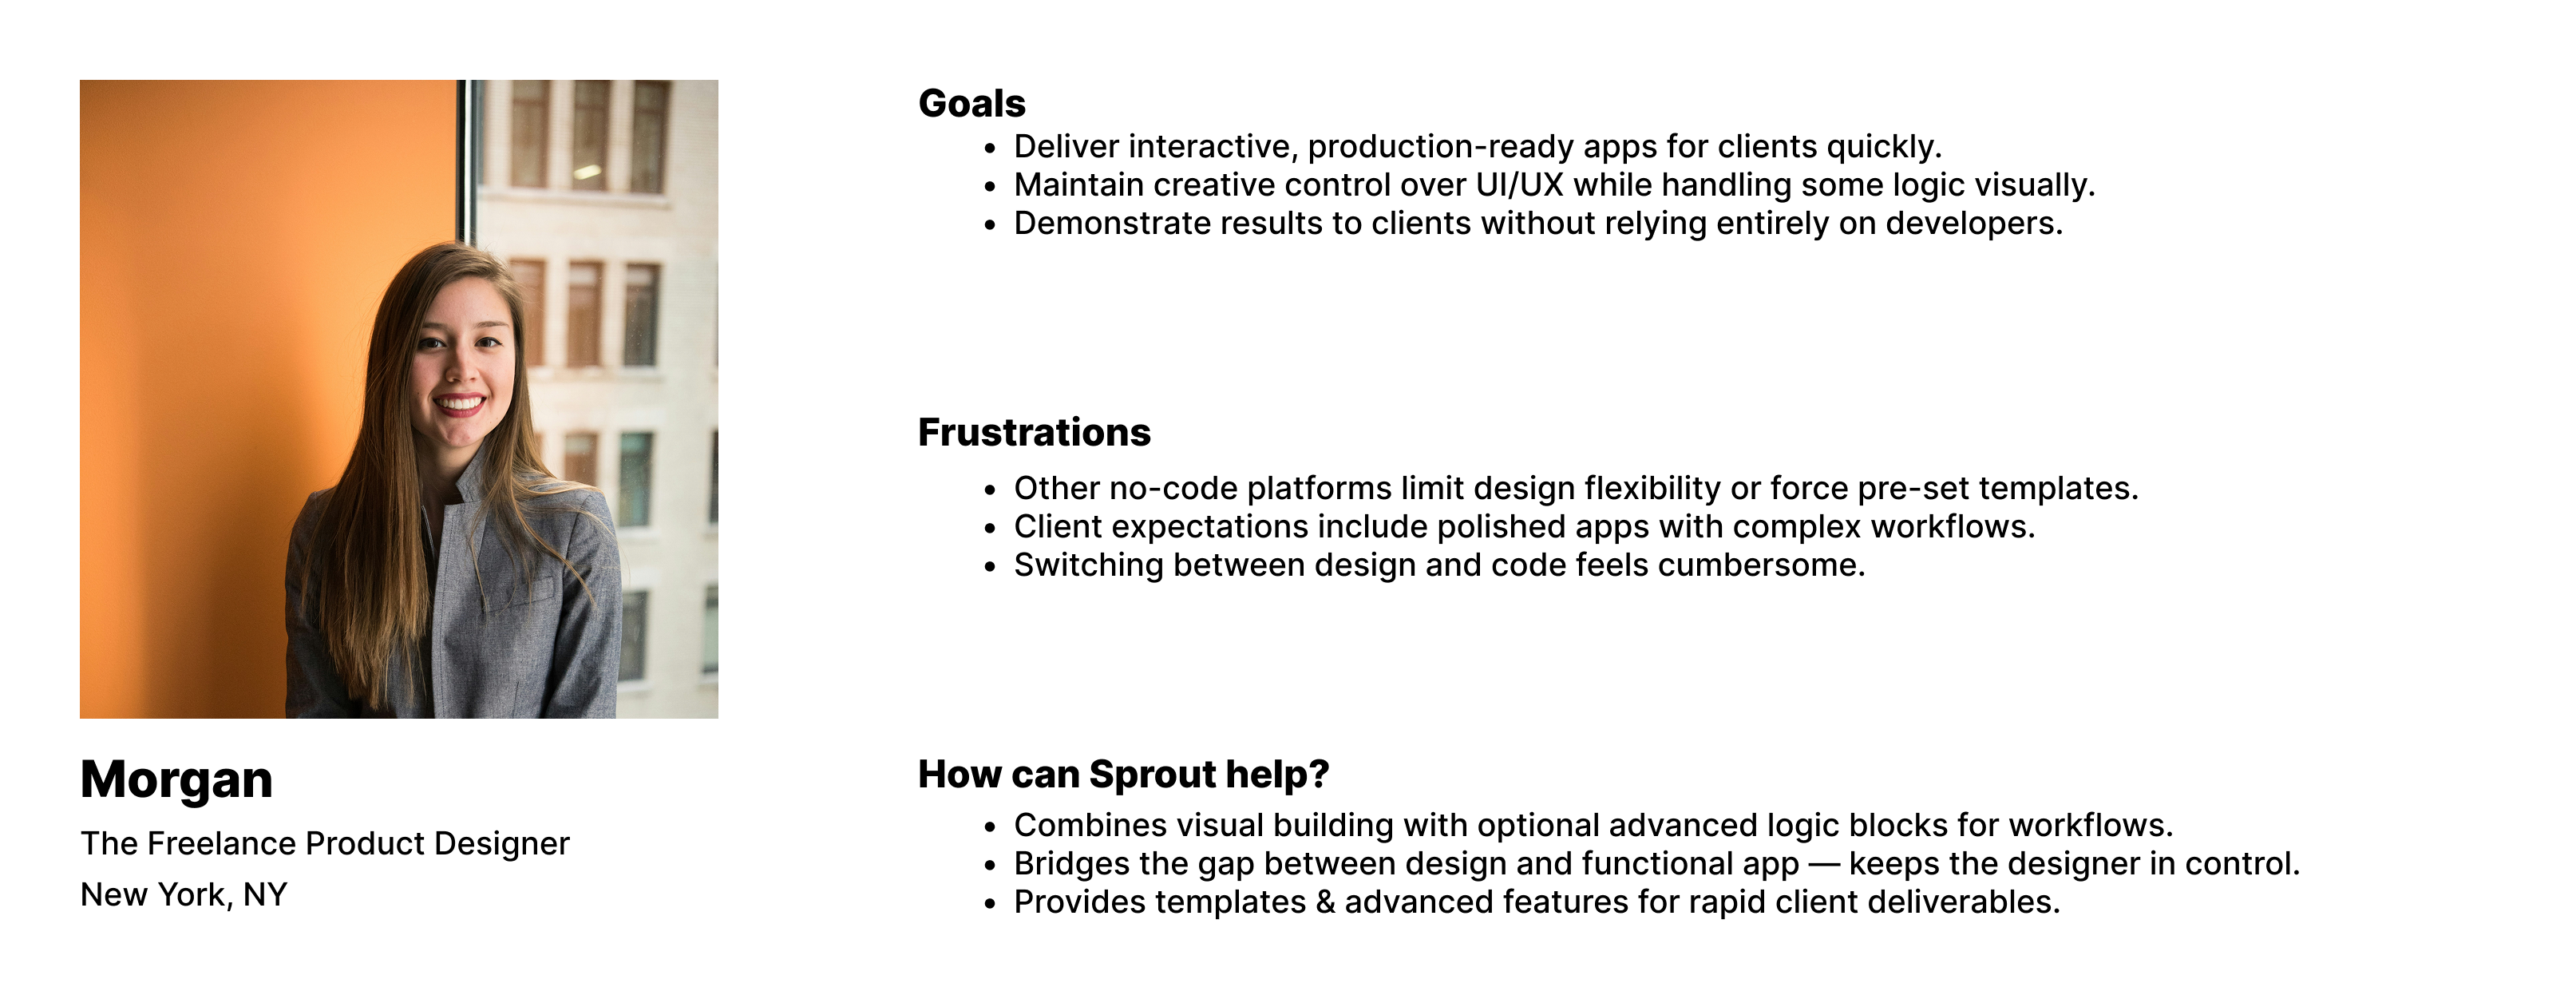 Goals
• Deliver interactive, production-ready apps for clients quickly.
• Maintain creative control over UI/UX while handling some logic visually.
• Demonstrate results to clients without relying entirely on developers.
Frustrations
• Other no-code platforms limit design flexibility or force pre-set templates.
• Client expectations include polished apps with complex workflows.
• Switching between design and code feels cumbersome.
Morgan
The Freelance Product Designer
New York, NY
How can Sprout help?
• Combines visual building with optional advanced logic blocks for workflows.
• Bridges the gap between design and functional app — keeps the designer in control.
• Provides templates & advanced features for rapid client deliverables.